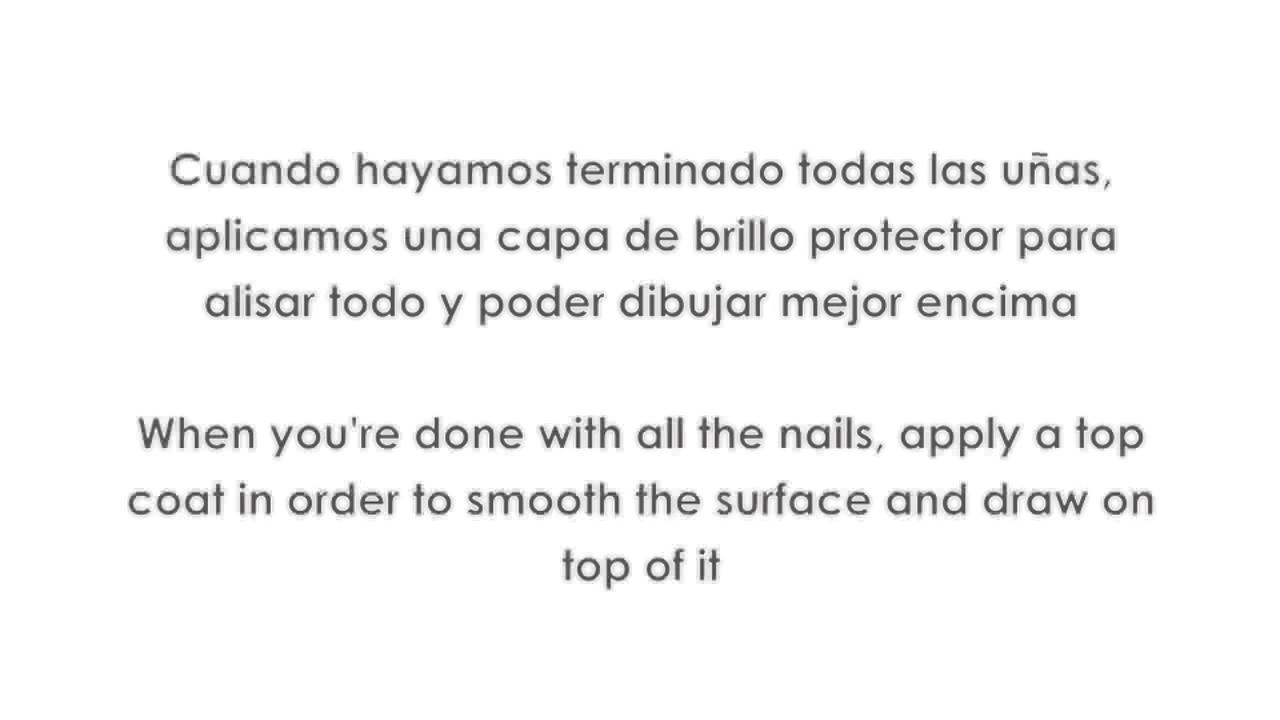 Cuando hayamos terminado todas las uñas,
aplicamos una capa de brillo protector para
alisar todo y poder dibujar mejor encima
When you're done with all the nails, apply a top
coat in order to smooth the surface and draw on
top of it